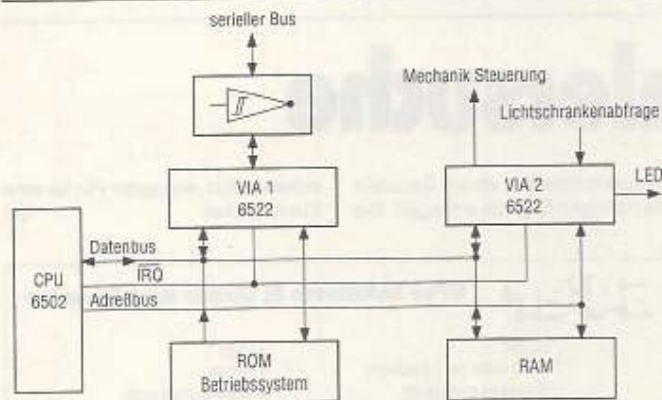 serieller Bus
Mechanik Steuerung
Lichtschrankenabfrage
LED
VIA 1
6522
VIA 2
6522
CPU
6502
Datenbus
IRQ
Adreßbus
ROM
Betriebssystem
RAM